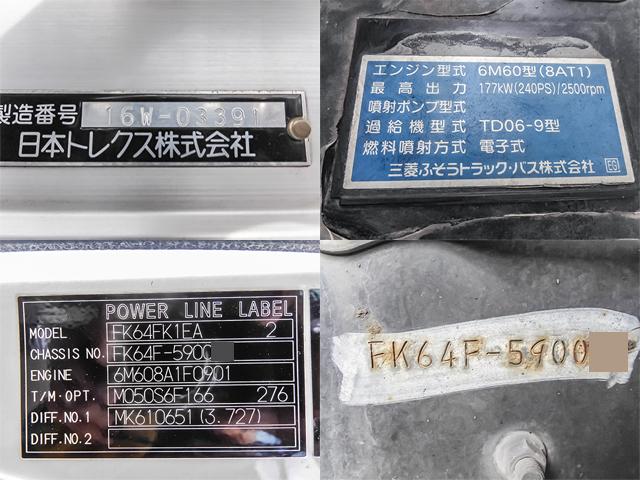 製造番号 16W-03391
日本トレクス株式会社
エンジン型式 6M60型(8AT1)
最高出力 177kW(240PS)/2500rpm
噴射ポンプ型式
過給機型式 TD06-9型
燃料噴射方式 電子式
三菱ふそうトラック・バス株式会社 EG
POWER LINE LABEL
MODEL FK64FK1EA 2
CHASSIS NO. FK64F-5900
ENGINE 6M608A1F0901
T/M・OPT. M050S6F166 276
DIFF.NO.1 MK610651(3.727)
DIFF.NO.2
FK64F-5900